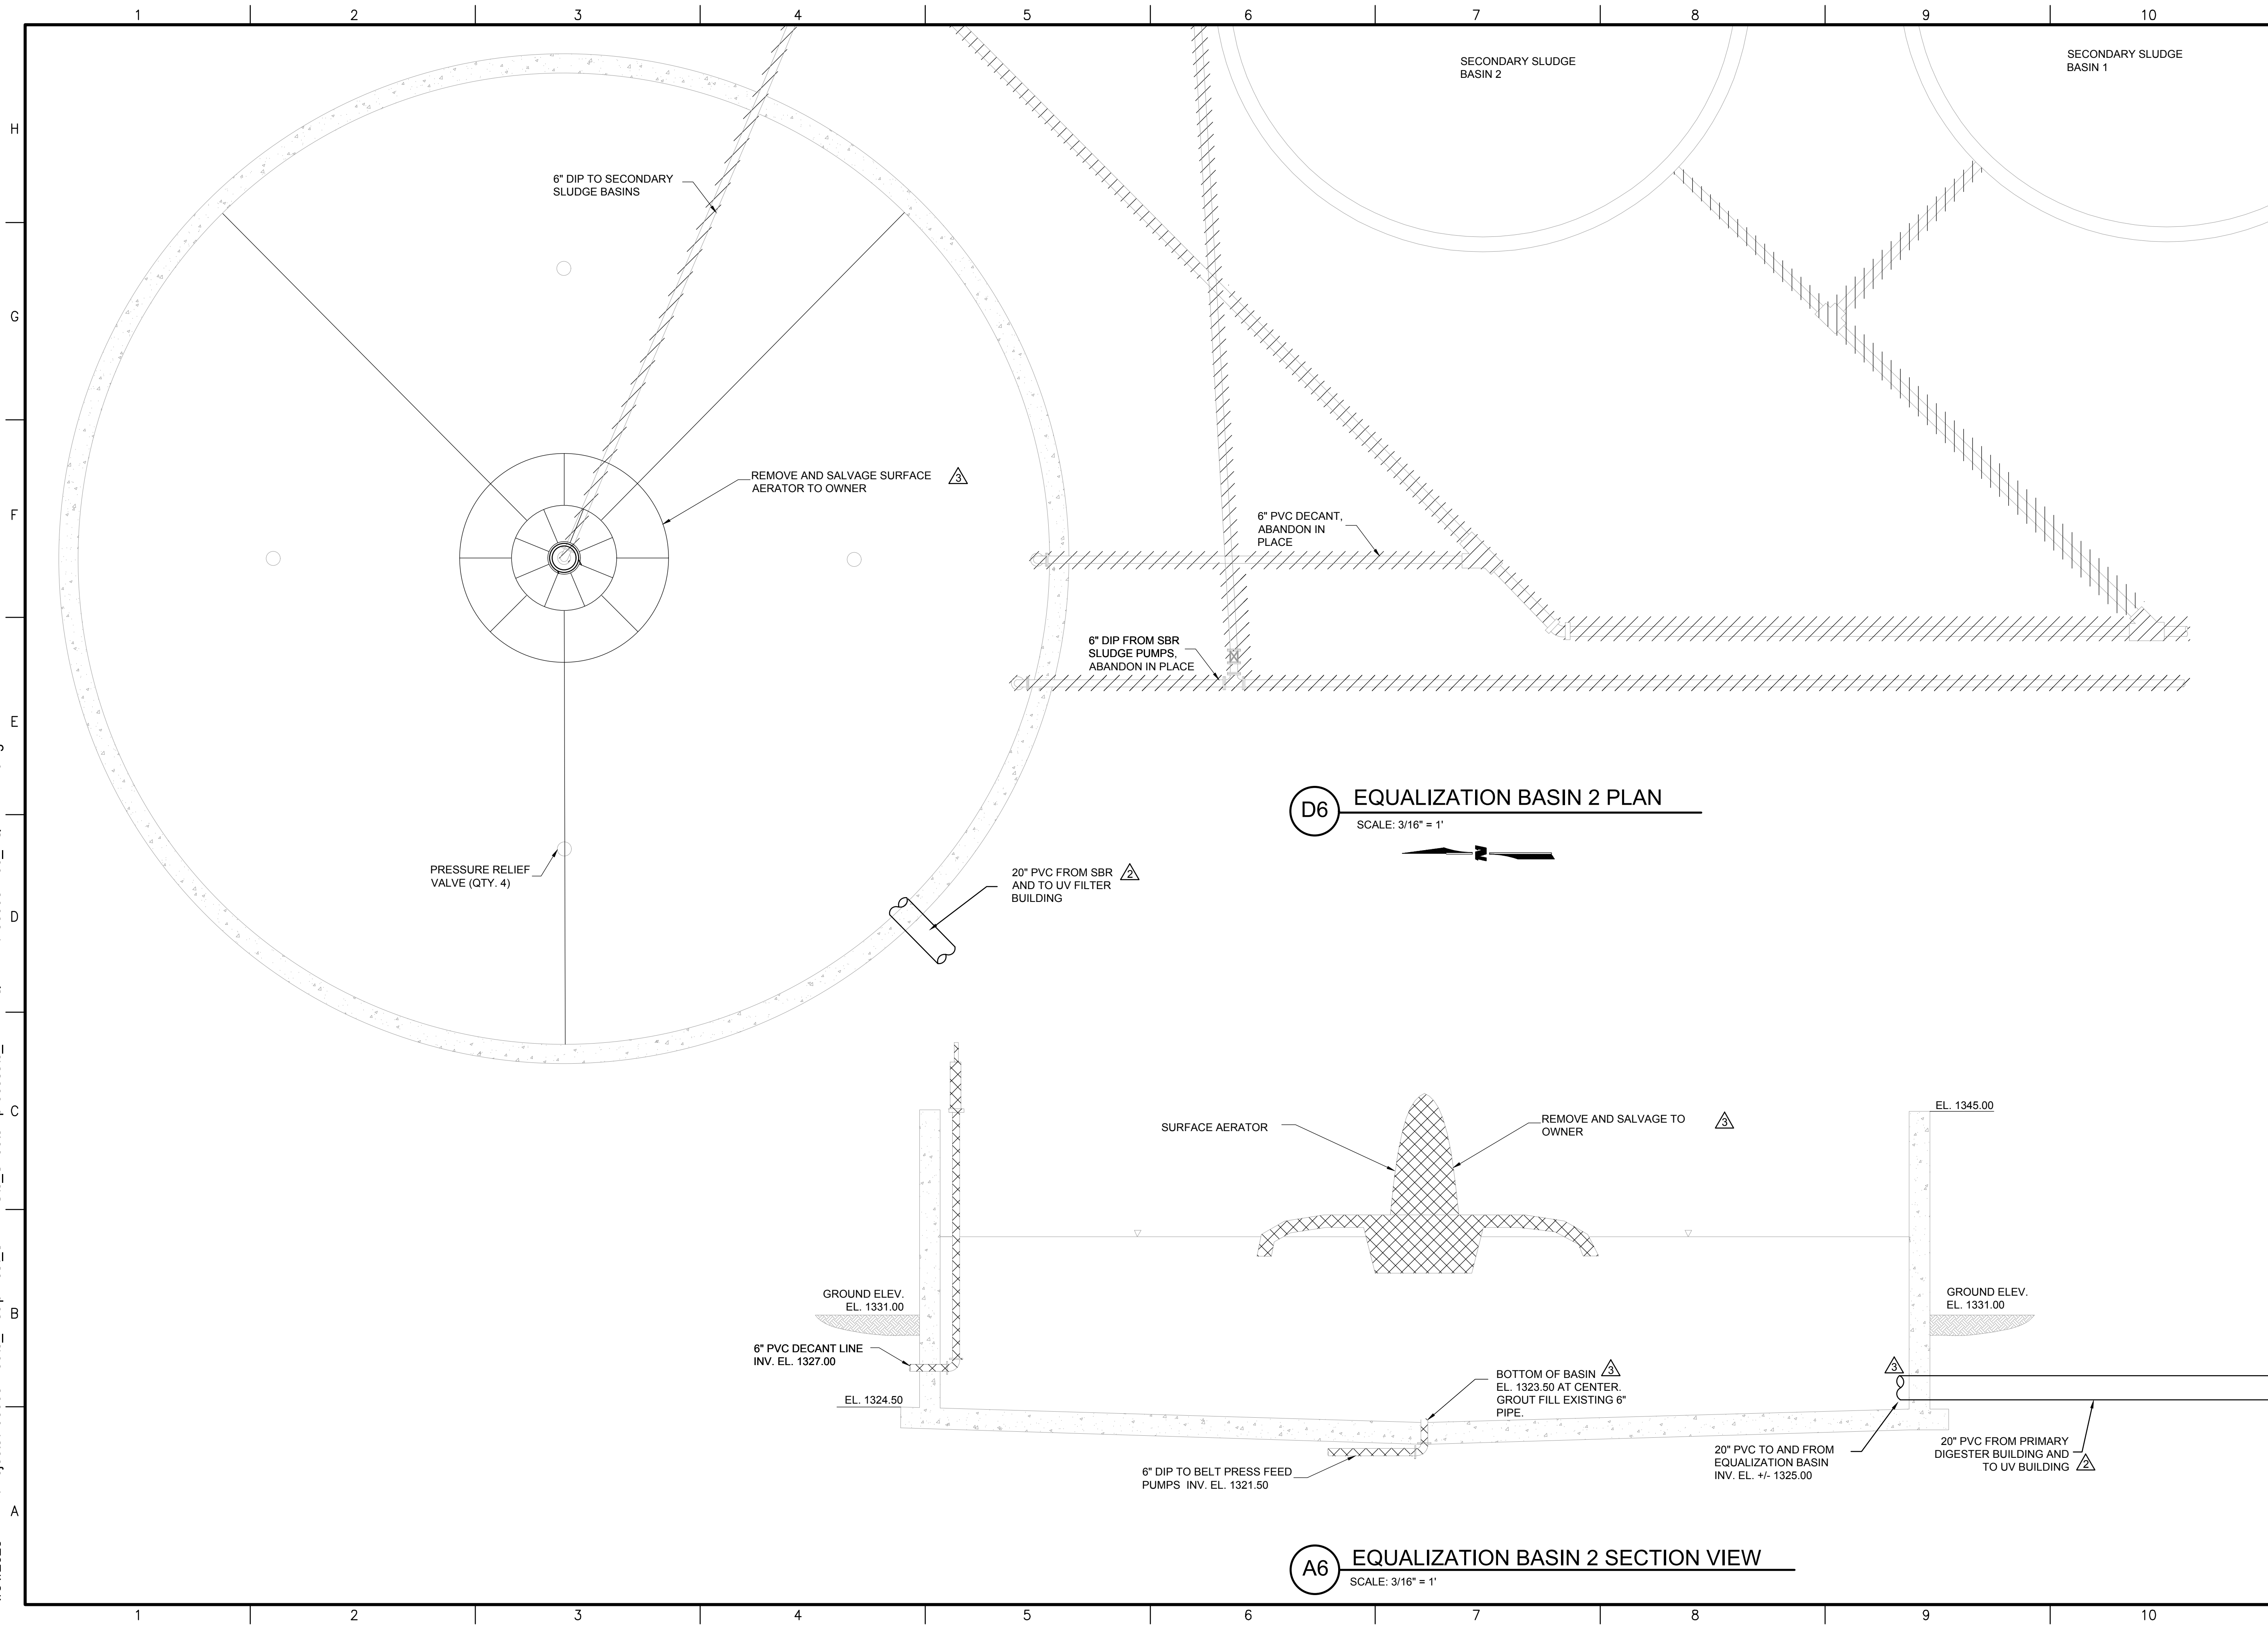 1 2 3 4 5 6 7 8 9 10
SECONDARY SLUDGE
BASIN 2
SECONDARY SLUDGE
BASIN 1
H
6" DIP TO SECONDARY
SLUDGE BASINS
G
REMOVE AND SALVAGE SURFACE
AERATOR TO OWNER
3
F
6" PVC DECANT,
ABANDON IN
PLACE
6" DIP FROM SBR
SLUDGE PUMPS,
ABANDON IN PLACE
E
D6
EQUALIZATION BASIN 2 PLAN
SCALE: 3/16" = 1'
N
PRESSURE RELIEF
VALVE (QTY. 4)
20" PVC FROM SBR
AND TO UV FILTER
BUILDING
2
D
C
SURFACE AERATOR
REMOVE AND SALVAGE TO
OWNER
3
EL. 1345.00
GROUND ELEV.
EL. 1331.00
GROUND ELEV.
EL. 1331.00
B
6" PVC DECANT LINE
INV. EL. 1327.00
EL. 1324.50
BOTTOM OF BASIN
EL. 1323.50 AT CENTER.
GROUT FILL EXISTING 6"
PIPE.
3
3
6" DIP TO BELT PRESS FEED
PUMPS INV. EL. 1321.50
20" PVC TO AND FROM
EQUALIZATION BASIN
INV. EL. +/- 1325.00
20" PVC FROM PRIMARY
DIGESTER BUILDING AND
TO UV BUILDING
2
A
A6
EQUALIZATION BASIN 2 SECTION VIEW
SCALE: 3/16" = 1'
1 2 3 4 5 6 7 8 9 10